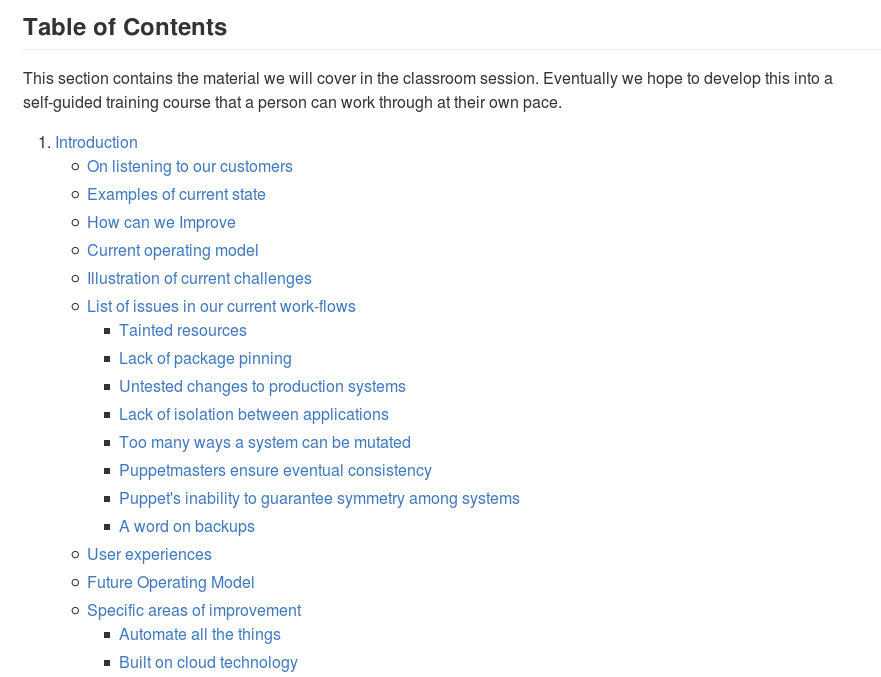 Table of Contents
This section contains the material we will cover in the classroom session. Eventually we hope to develop this into a
self-guided training course that a person can work through at their own pace.
1. Introduction
On listening to our customers
Examples of current state
How can we Improve
Current operating model
Illustration of current challenges
List of issues in our current work-flows
Tainted resources
Lack of package pinning
Untested changes to production systems
Lack of isolation between applications
Too many ways a system can be mutated
Puppetmasters ensure eventual consistency
Puppet's inability to guarantee symmetry among systems
A word on backups
User experiences
Future Operating Model
Specific areas of improvement
Automate all the things
Built on cloud technology